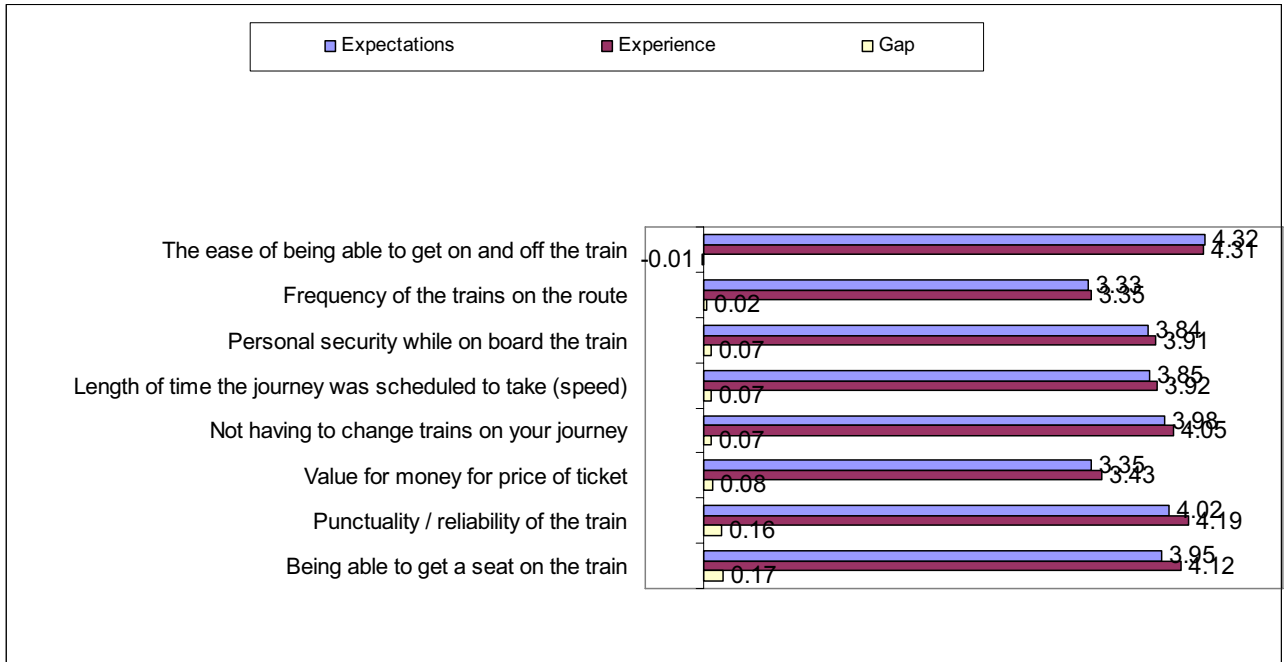 Expectations Experience Gap
The ease of being able to get on and off the train
4.32
4.31
-0.01
Frequency of the trains on the route
3.33
3.35
0.02
Personal security while on board the train
3.84
3.91
0.07
Length of time the journey was scheduled to take (speed)
3.85
3.92
0.07
Not having to change trains on your journey
3.98
4.05
0.07
Value for money for price of ticket
3.35
3.43
0.08
Punctuality / reliability of the train
4.02
4.19
0.16
Being able to get a seat on the train
3.95
4.12
0.17